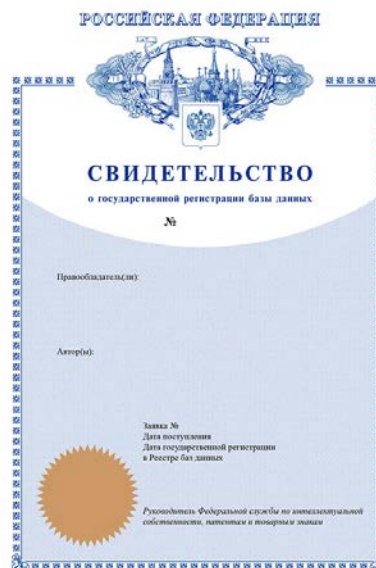 РОССИЙСКАЯ ФЕДЕРАЦИЯ
СВИДЕТЕЛЬСТВО
о государственной регистрации базы данных
№
Правообладатель(ли):
Автор(ы):
Заявка №
Дата поступления
Дата государственной регистрации
в Реестре баз данных
Руководитель Федеральной службы по интеллектуальной
собственности, патентам и товарным знакам